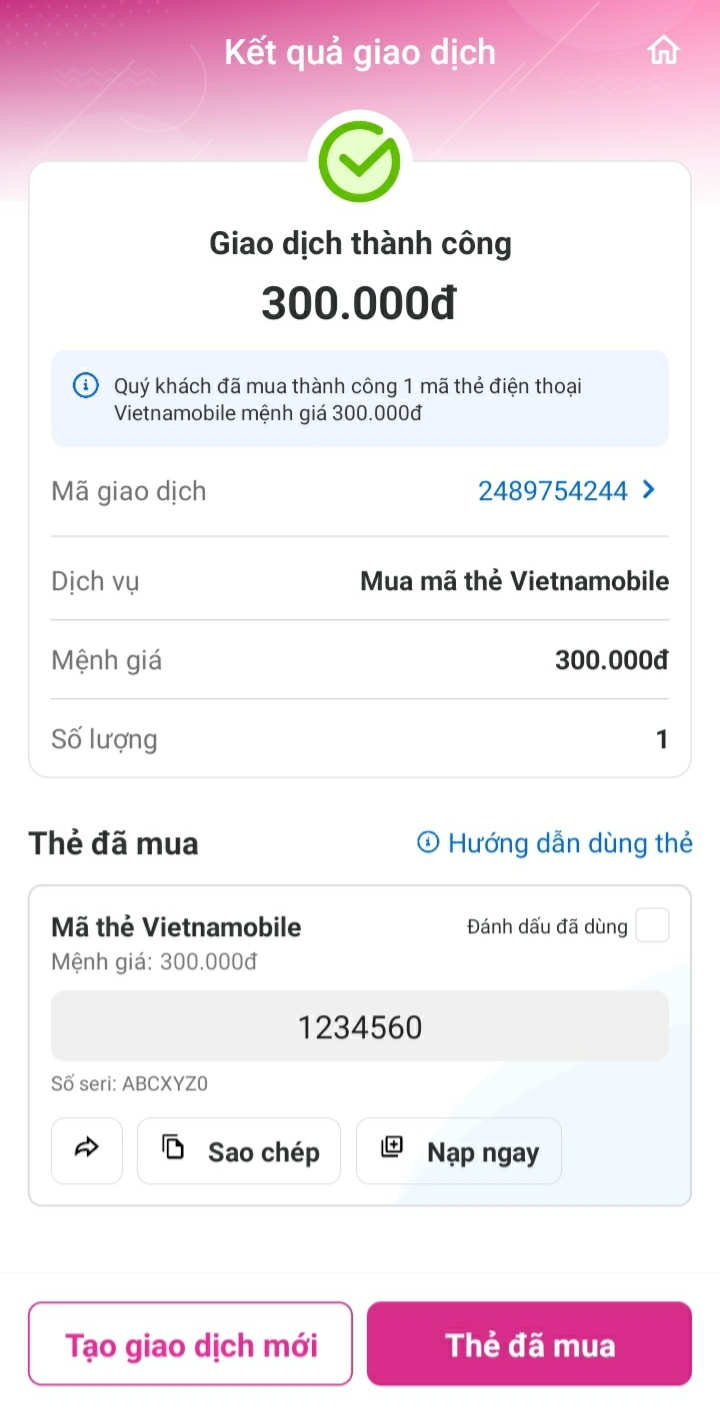 Kết quả giao dịch
Giao dịch thành công
300.000đ
Quý khách đã mua thành công 1 mã thẻ điện thoại
Vietnamobile mệnh giá 300.000đ
Mã giao dịch 2489754244
Dịch vụ Mua mã thẻ Vietnamobile
Mệnh giá 300.000đ
Số lượng 1
Thẻ đã mua Hướng dẫn dùng thẻ
Mã thẻ Vietnamobile Đánh dấu đã dùng
Mệnh giá: 300.000đ
1234560
Số seri: ABCXYZ0
Sao chép Nạp ngay
Tạo giao dịch mới Thẻ đã mua